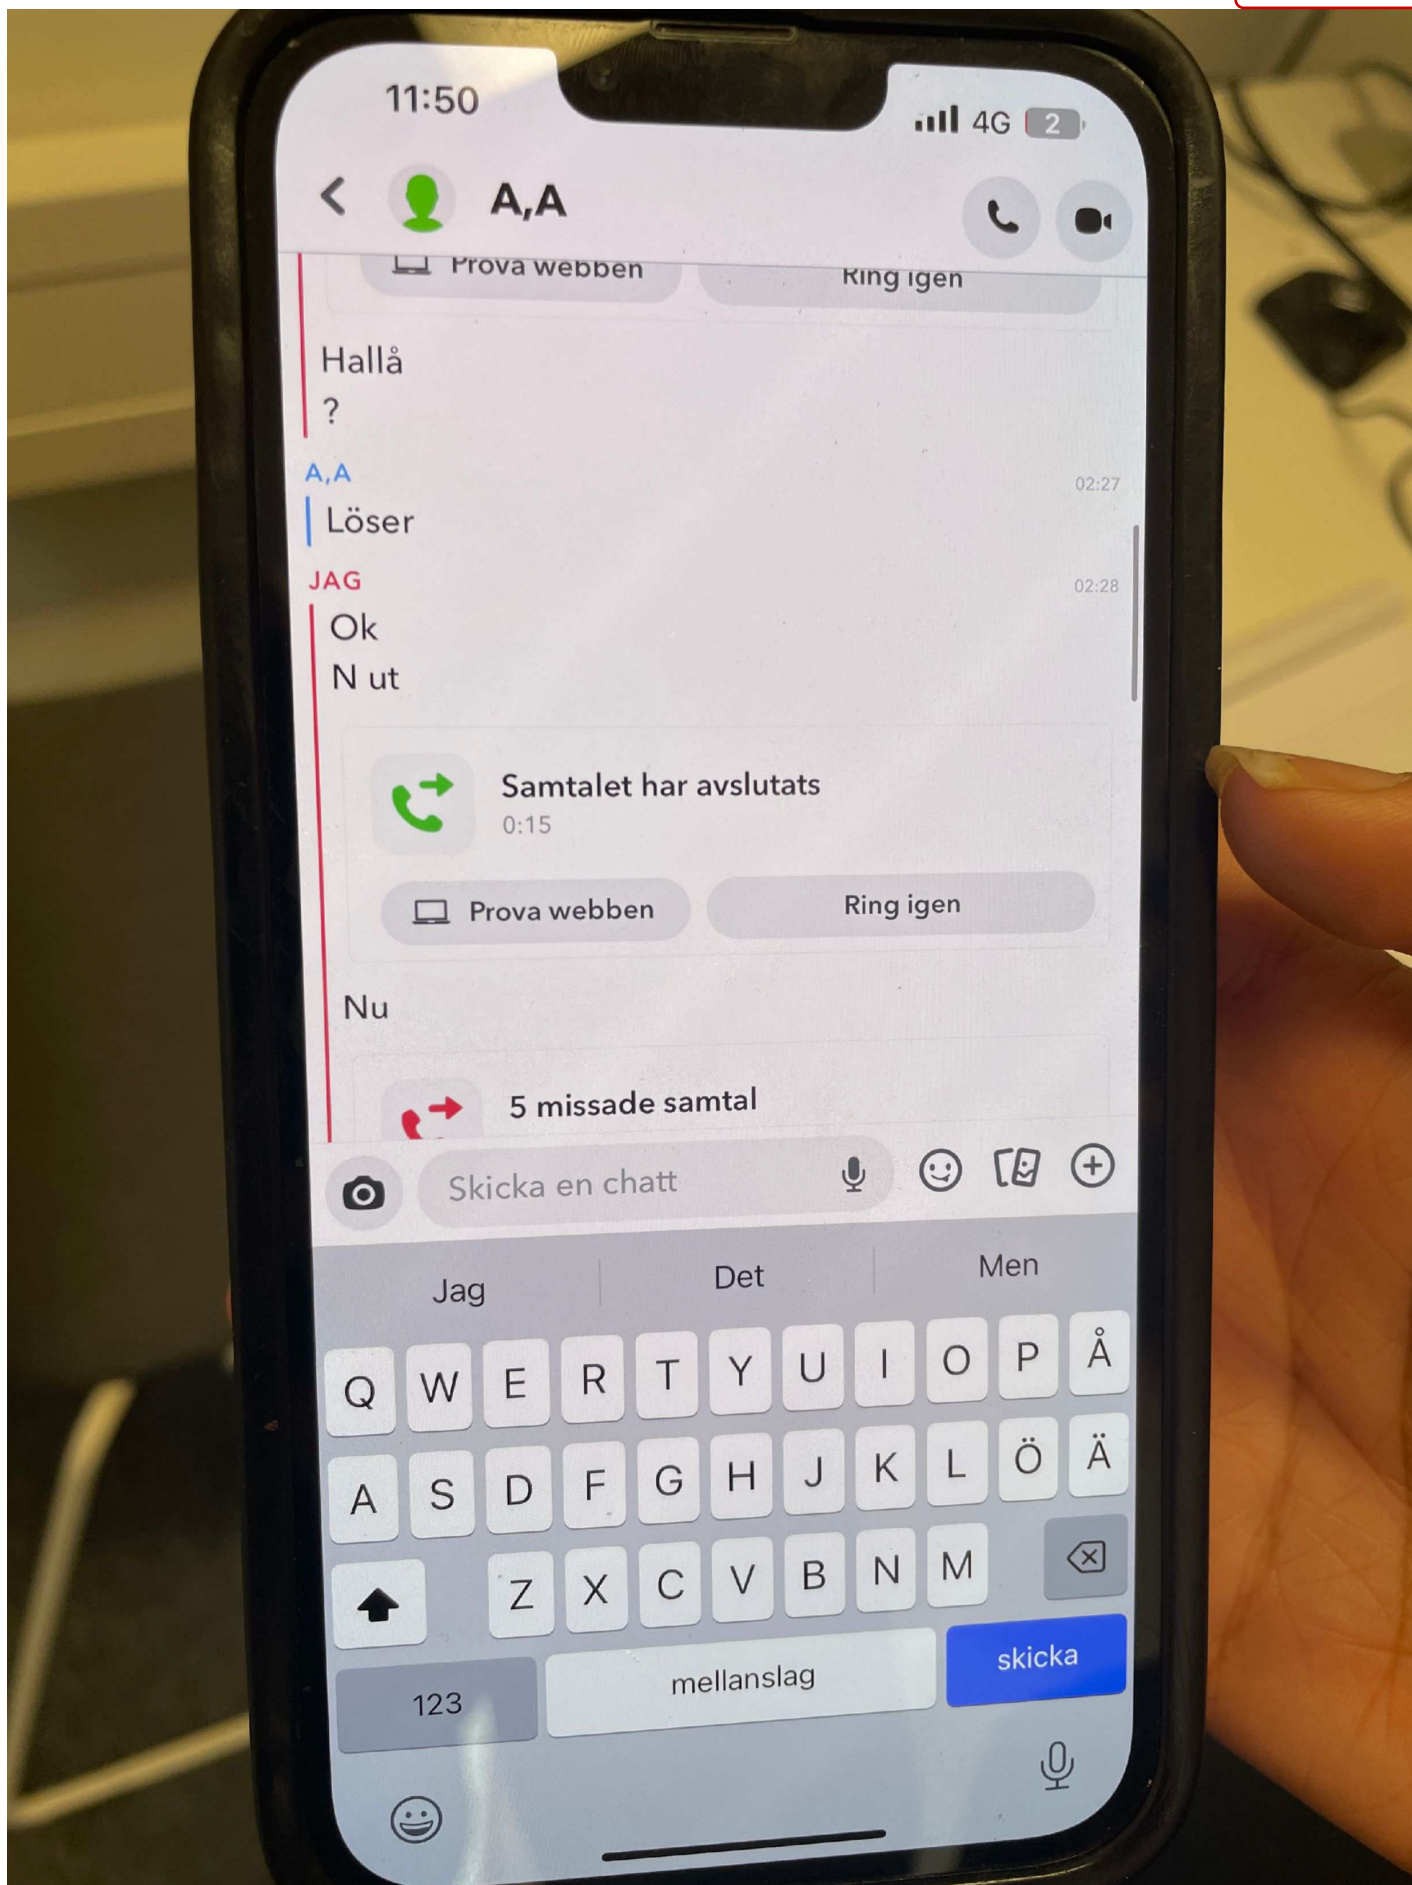 11:50
4G 2
A,A
Prova webben
Ring igen
Hallå
?
A,A
02:27
Löser
JAG
02:28
Ok
N ut
Samtalet har avslutats
0:15
Prova webben
Ring igen
Nu
5 missade samtal
Skicka en chatt
Jag Det Men
Q W E R T Y U I O P Å
A S D F G H J K L Ö Ä
Z X C V B N M
123 mellanslag skicka